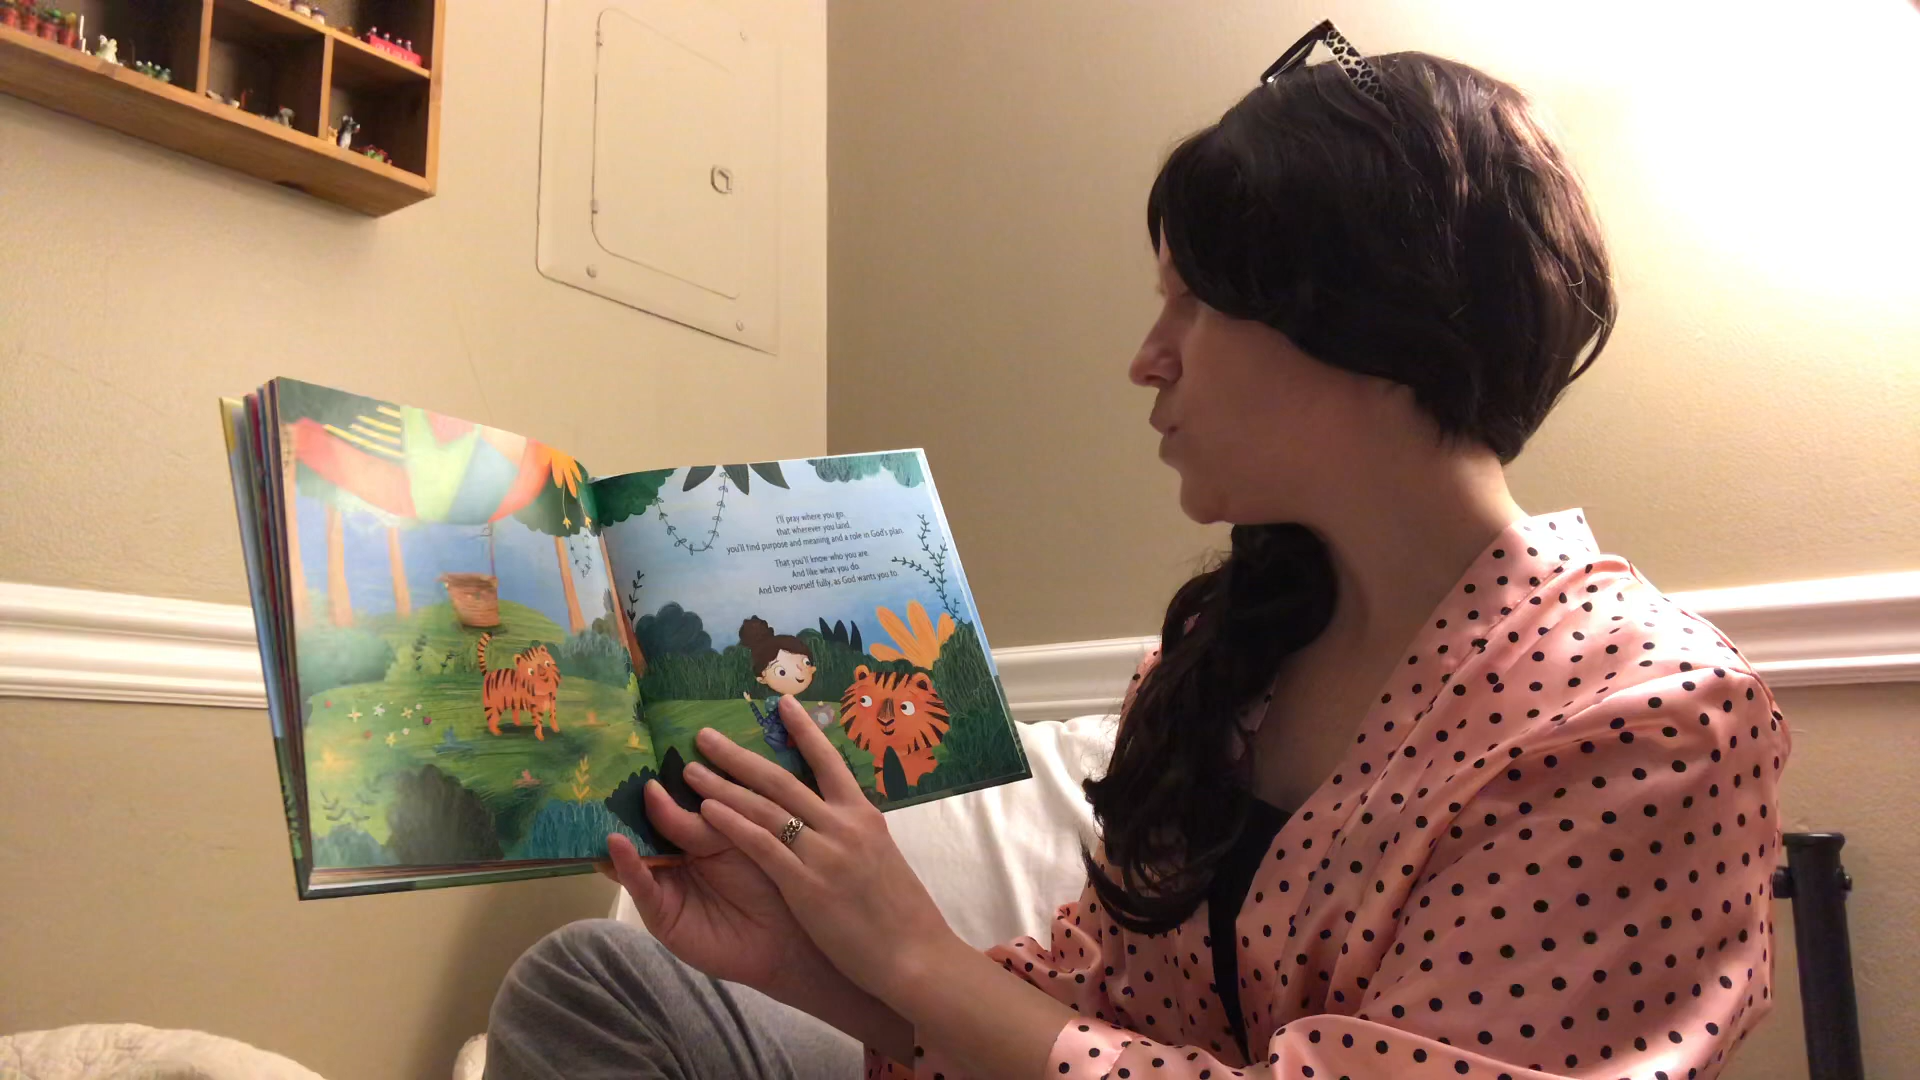 I'll pray where you go,
that wherever you land,
you'll find purpose and meaning and a role in God's plan.
That you'll know who you are.
And like what you do.
And love yourself fully, as God wants you to.